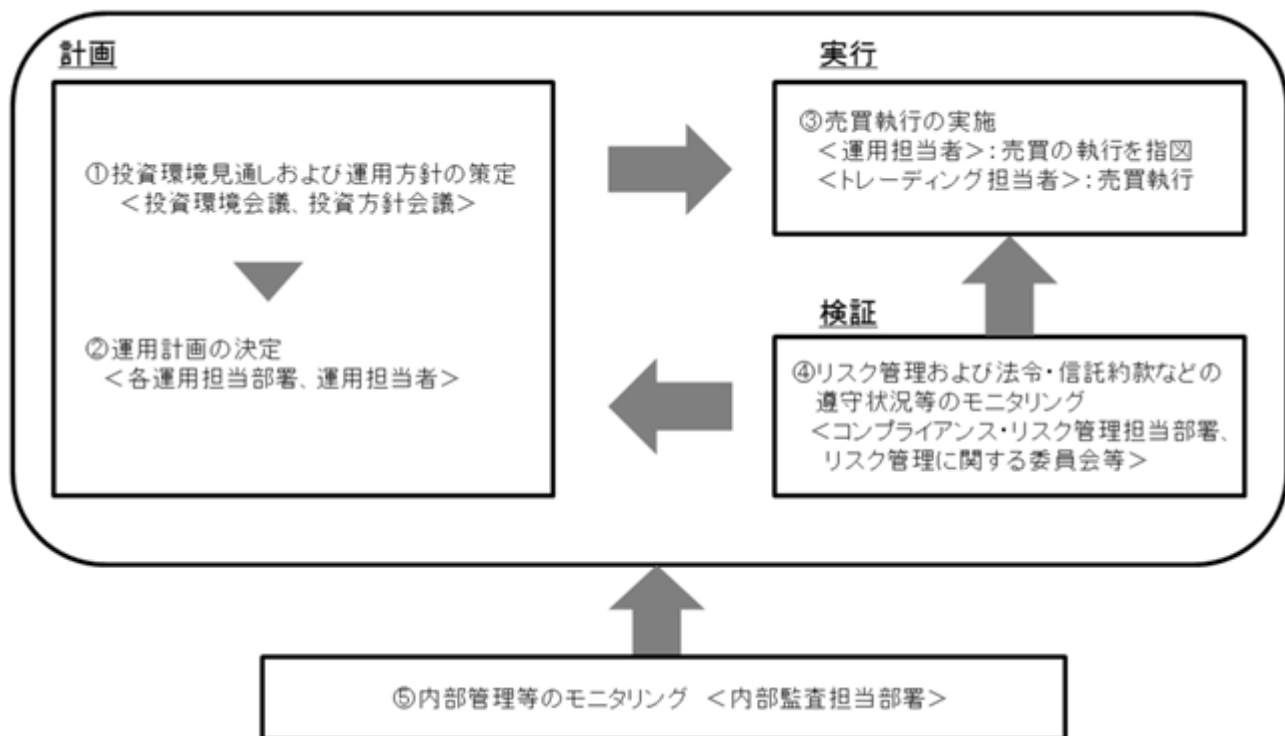 計画
①投資環境見通しおよび運用方針の策定
＜投資環境会議、投資方針会議＞
②運用計画の決定
＜各運用担当部署、運用担当者＞
実行
③売買執行の実施
＜運用担当者＞：売買の執行を指図
＜トレーディング担当者＞：売買執行
検証
④リスク管理および法令・信託約款などの
遵守状況等のモニタリング
＜コンプライアンス・リスク管理担当部署、
リスク管理に関する委員会等＞
⑤内部管理等のモニタリング ＜内部監査担当部署＞